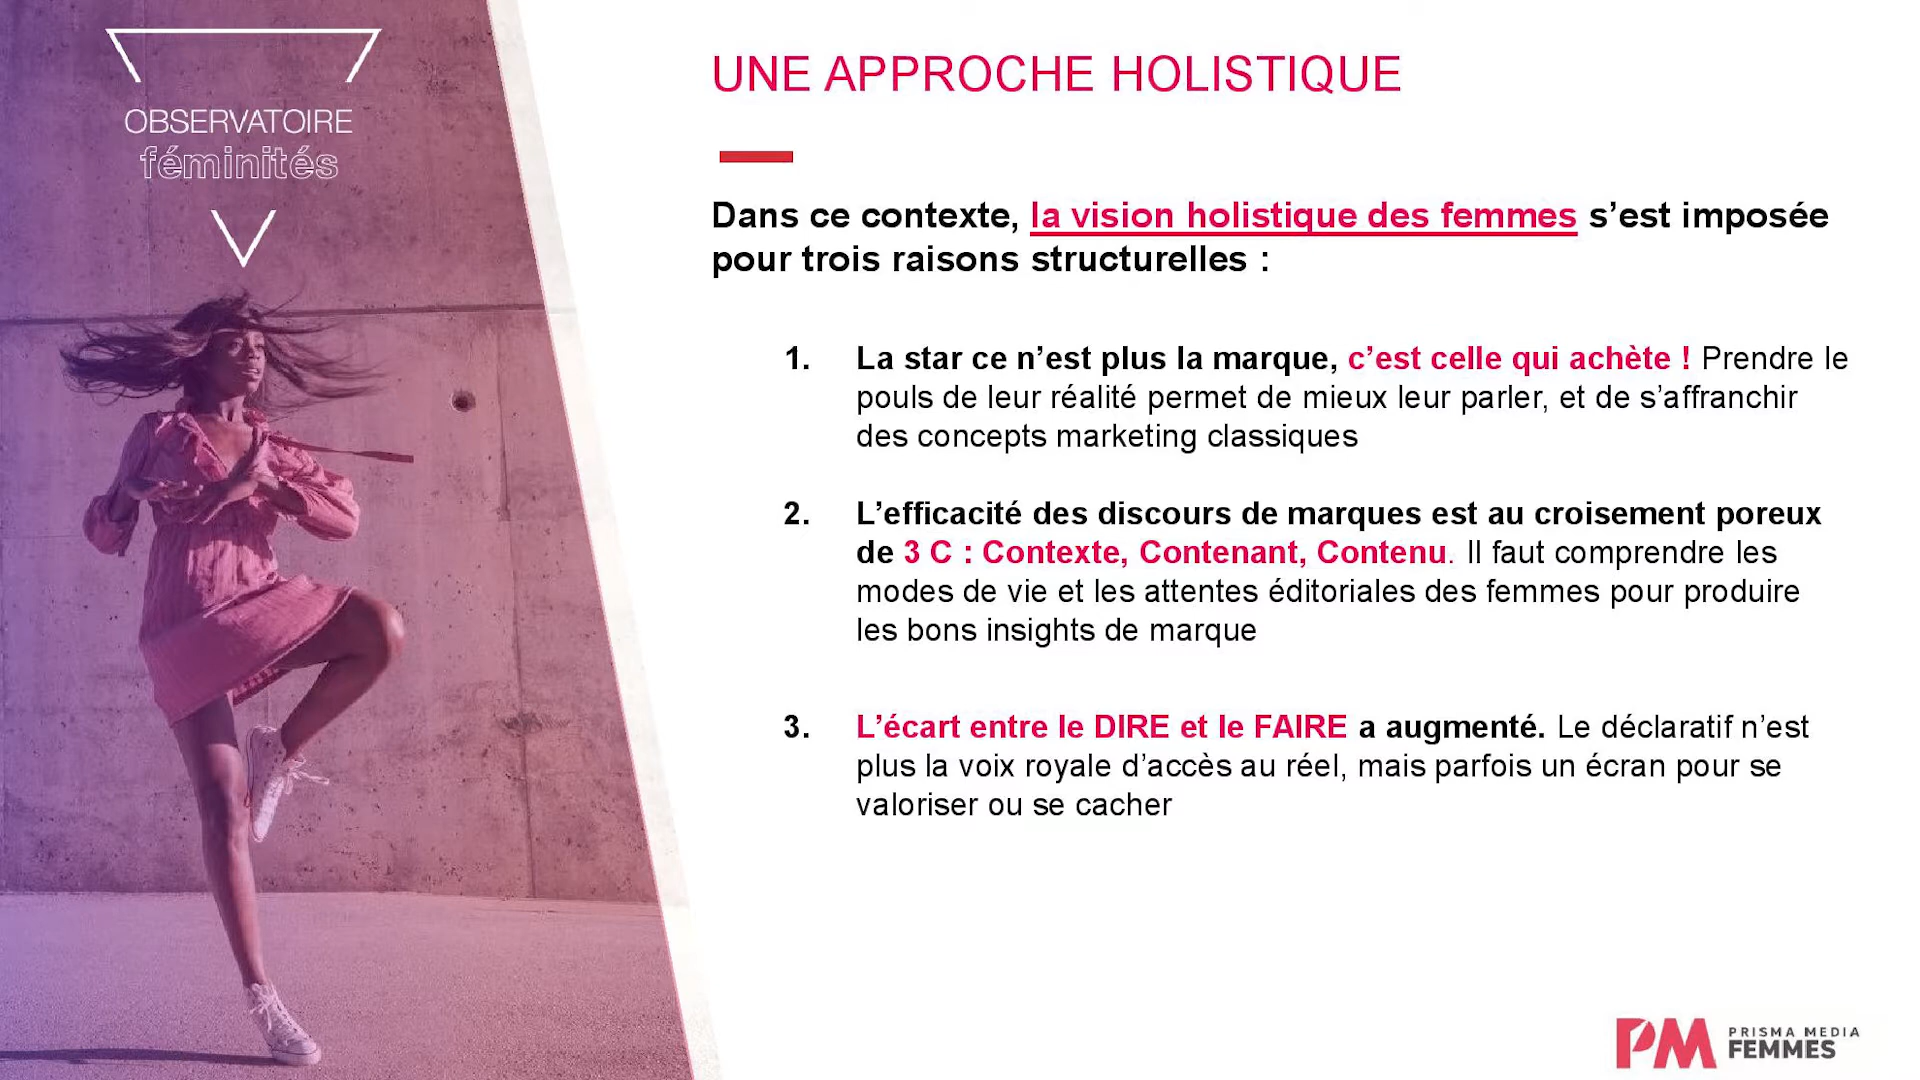 OBSERVATOIRE
féminités
UNE APPROCHE HOLISTIQUE
Dans ce contexte, la vision holistique des femmes s’est imposée
pour trois raisons structurelles :
1. La star ce n’est plus la marque, c’est celle qui achète ! Prendre le
pouls de leur réalité permet de mieux leur parler, et de s’affranchir
des concepts marketing classiques
2. L’efficacité des discours de marques est au croisement poreux
de 3 C : Contexte, Contenant, Contenu. Il faut comprendre les
modes de vie et les attentes éditoriales des femmes pour produire
les bons insights de marque
3. L’écart entre le DIRE et le FAIRE a augmenté. Le déclaratif n’est
plus la voix royale d’accès au réel, mais parfois un écran pour se
valoriser ou se cacher
PM PRISMA MEDIA
FEMMES